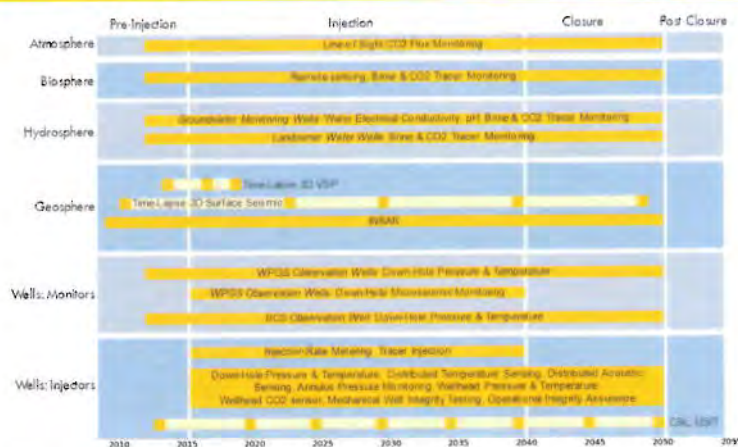 Pre-Injection Injection Closure Post Closure
Atmosphere
Line of Sight CO2 Flux Monitoring
Biosphere
Remote sensing, Brine & CO2 Tracer Monitoring
Hydrosphere
Groundwater Monitoring Wells: Water Electrical Conductivity, pH Brine & CO2 Tracer Monitoring
Landowner Water Wells: Brine & CO2 Tracer Monitoring
Geosphere
Time-Lapse 3D VSP
Time-Lapse 3D Surface Seismic
INSAR
Wells: Monitors
WPGS Observation Wells: Down-Hole Pressure & Temperature
WPGS Observation Wells: Down-Hole Microseismic Monitoring
BCS Observation Well Down-Hole Pressure & Temperature
Wells: Injectors
Injection Rate Metering, Tracer Injection
Down-Hole Pressure & Temperature, Distributed Temperature Sensing, Distributed Acoustic
Sensing, Annulus Pressure Monitoring, Wellhead Pressure & Temperature
Wellhead CO2 sensor, Mechanical Well Integrity Testing, Operational Integrity Assurance
CBL, USIT
2010 2015 2020 2025 2030 2035 2040 2045 2050